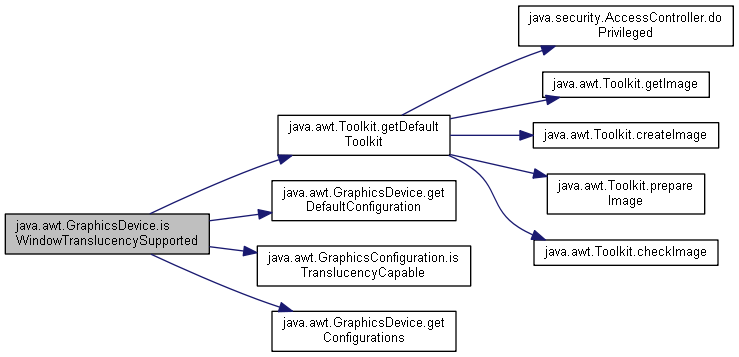 java.security.AccessController.do
Privileged
java.awt.Toolkit.getImage
java.awt.Toolkit.getDefault
Toolkit
java.awt.Toolkit.createImage
java.awt.Toolkit.prepare
Image
java.awt.GraphicsDevice.get
DefaultConfiguration
java.awt.GraphicsDevice.is
WindowTranslucencySupported
java.awt.Toolkit.checkImage
java.awt.GraphicsConfiguration.is
TranslucencyCapable
java.awt.GraphicsDevice.get
Configurations